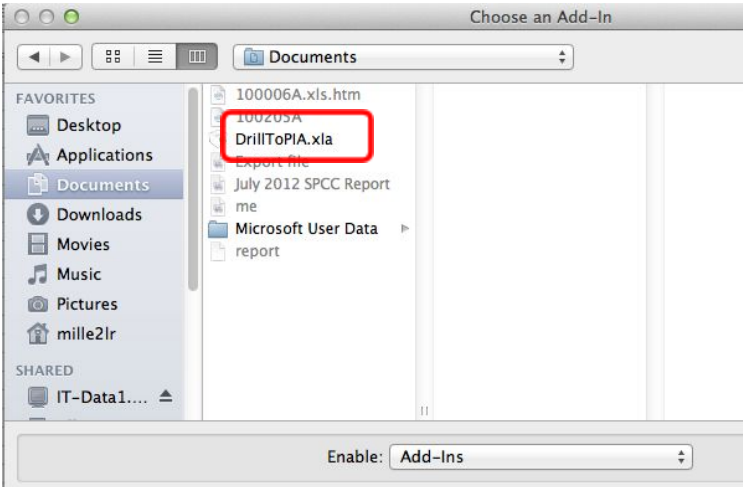 Choose an Add-In
Documents
FAVORITES
Desktop
Applications
Documents
Downloads
Movies
Music
Pictures
mille2lr
SHARED
IT-Data1....
100006A.xls.htm
100205A
DrillToPIA.xla
Export file
July 2012 SPCC Report
me
Microsoft User Data
report
Enable: Add-Ins